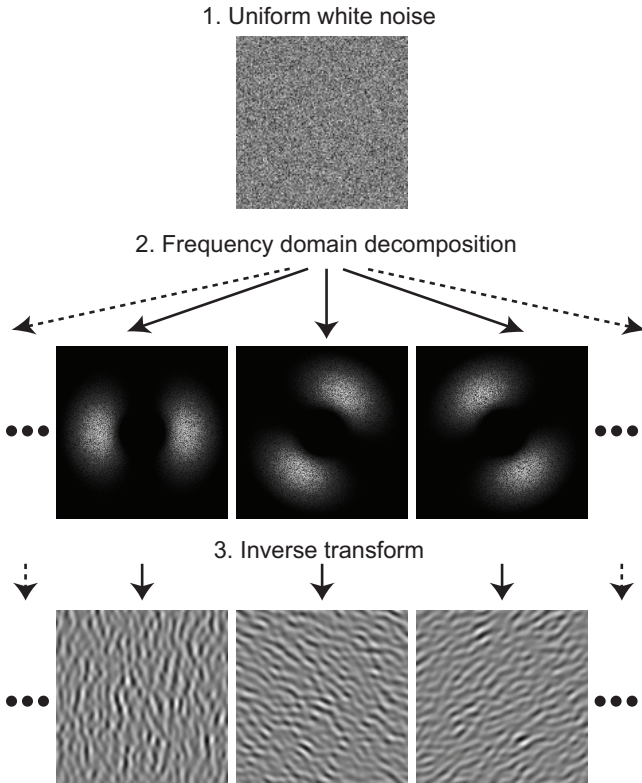 1. Uniform white noise
2. Frequency domain decomposition
3. Inverse transform